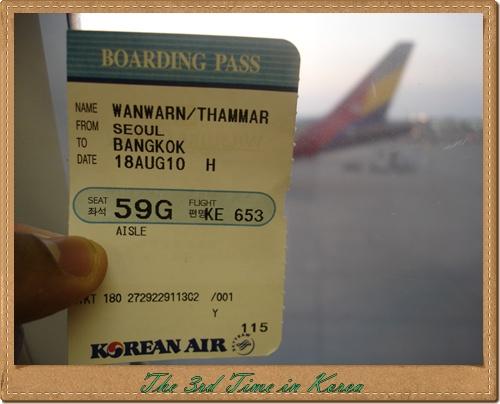 BOARDING PASS
NAME WANWARN/THAMMAR
FROM SEOUL
TO BANGKOK
DATE 18AUG10 H
SEAT 좌석 59G FLIGHT 편명 KE 653
AISLE
TKT 180 2729229113C2 /001
Y
115
KOREAN AIR
The 3rd Time in Korea